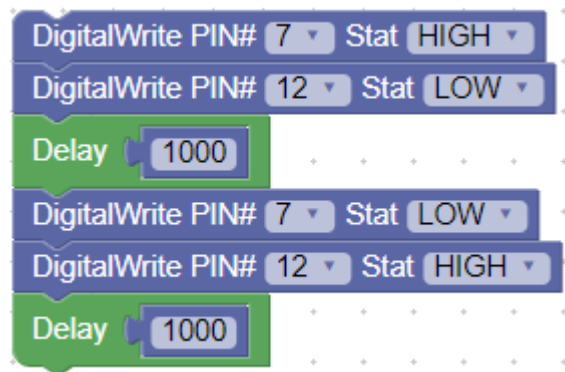 DigitalWrite PIN# 7 Stat HIGH
DigitalWrite PIN# 12 Stat LOW
Delay 1000
DigitalWrite PIN# 7 Stat LOW
DigitalWrite PIN# 12 Stat HIGH
Delay 1000